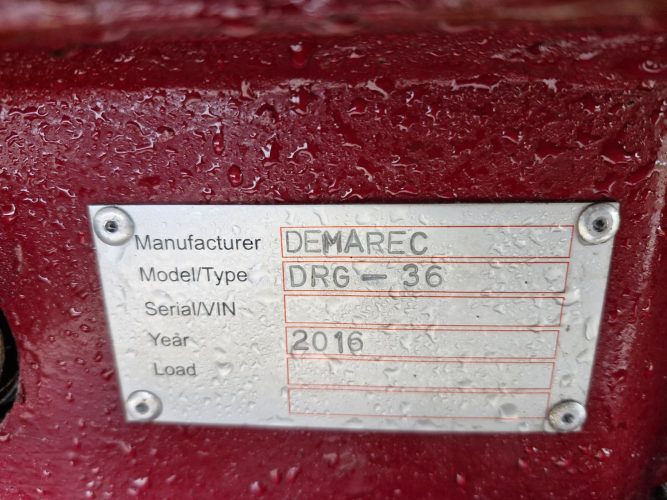 Manufacturer DEMAREC
Model/Type DRG - 36
Serial/VIN
Year 2016
Load